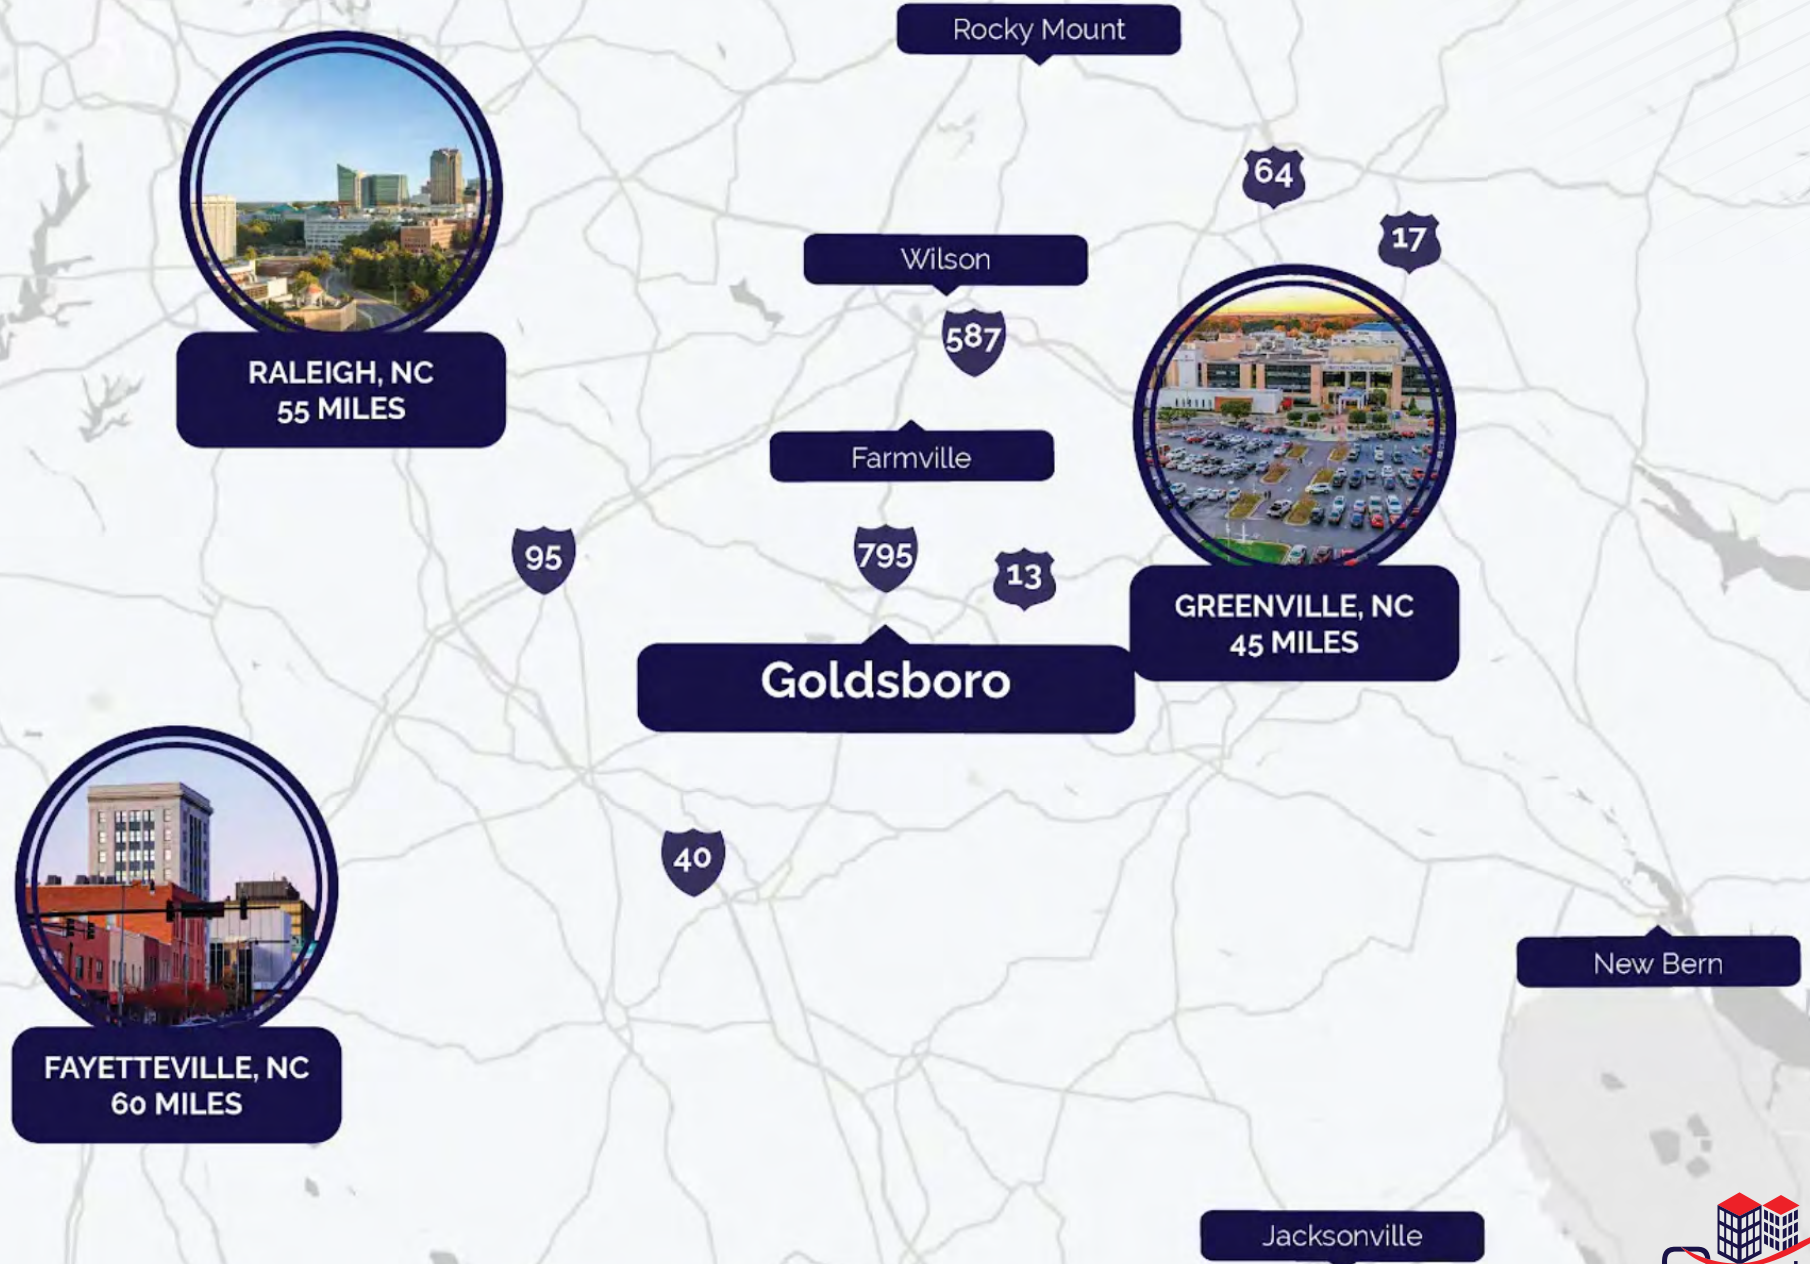 Rocky Mount
64
17
Wilson
587
RALEIGH, NC
55 MILES
Farmville
95
795
13
GREENVILLE, NC
45 MILES
Goldsboro
40
New Bern
FAYETTEVILLE, NC
60 MILES
Jacksonville